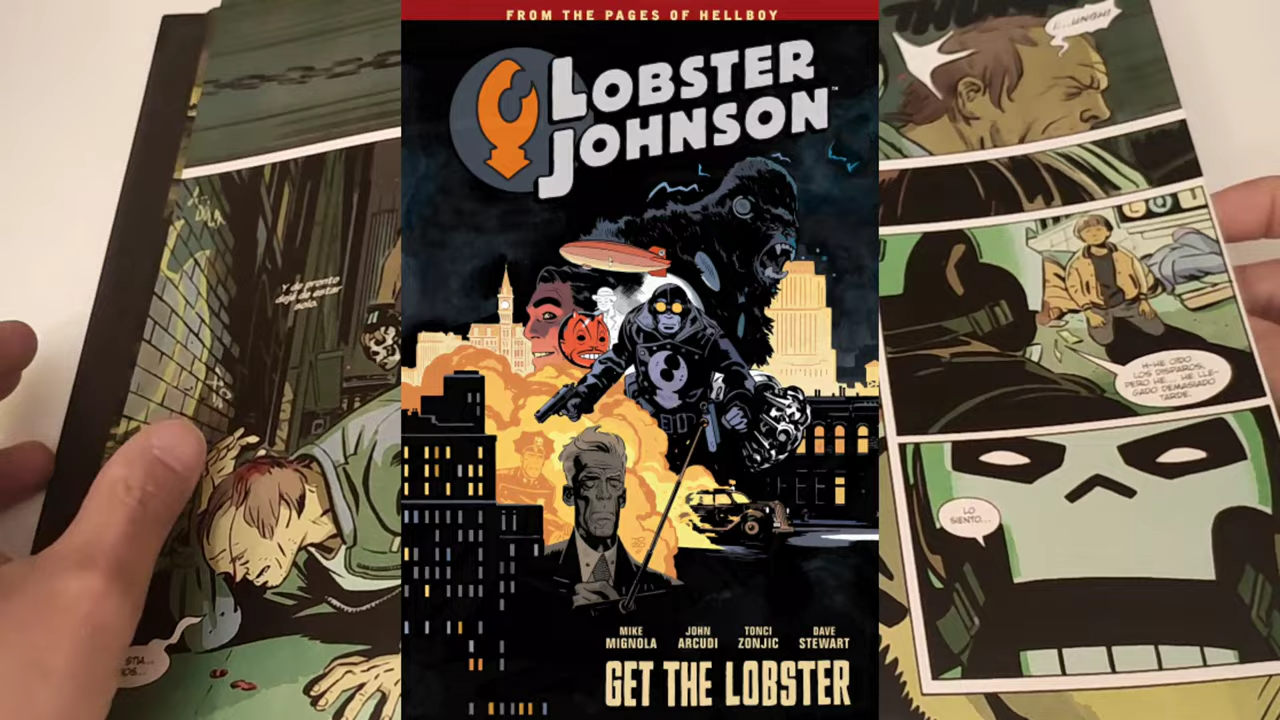 Y de pronto
dejé de estar
solo.
FROM THE PAGES OF HELLBOY
LOBSTER
JOHNSON™
MIKE
MIGNOLA
JOHN
ARCUDI
TONCI
ZONJIC
DAVE
STEWART
GET THE LOBSTER
H-HE OÍDO
LOS DISPAROS,
PERO HE... HE LLE-
GADO DEMASIADO
TARDE.
LO
SIENTO...